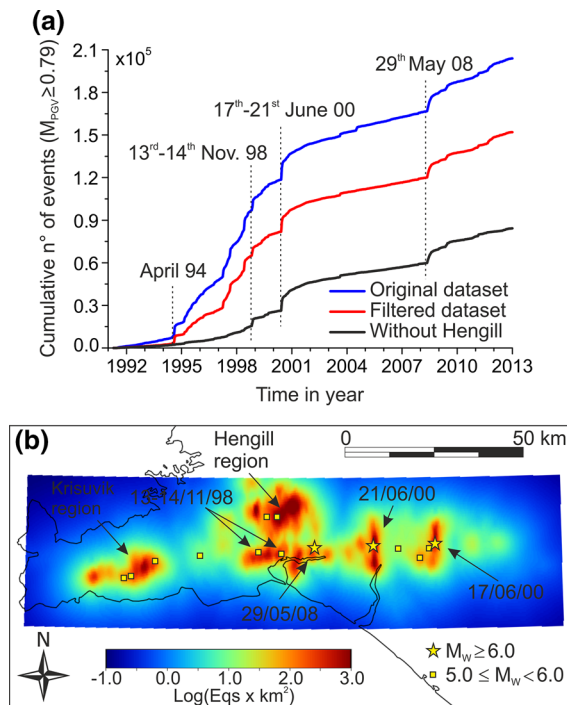 (a)
x10⁵
Cumulative n° of events (M_PGV≥0.79)
2.1
1.8
1.5
1.2
0.9
0.6
0.3
0.0
29ᵗʰ May 08
17ᵗʰ-21ˢᵗ June 00
13ʳᵈ-14ᵗʰ Nov. 98
April 94
Original dataset
Filtered dataset
Without Hengill
1992 1995 1998 2001 2004 2007 2010 2013
Time in year
(b)
0 50 km
Hengill
region
Krisuvik
region
13-14/11/98
21/06/00
29/05/08
17/06/00
N
-1.0 0.0 1.0 2.0 3.0
Log(Eqs x km²)
M_W≥6.0
5.0 ≤ M_W<6.0